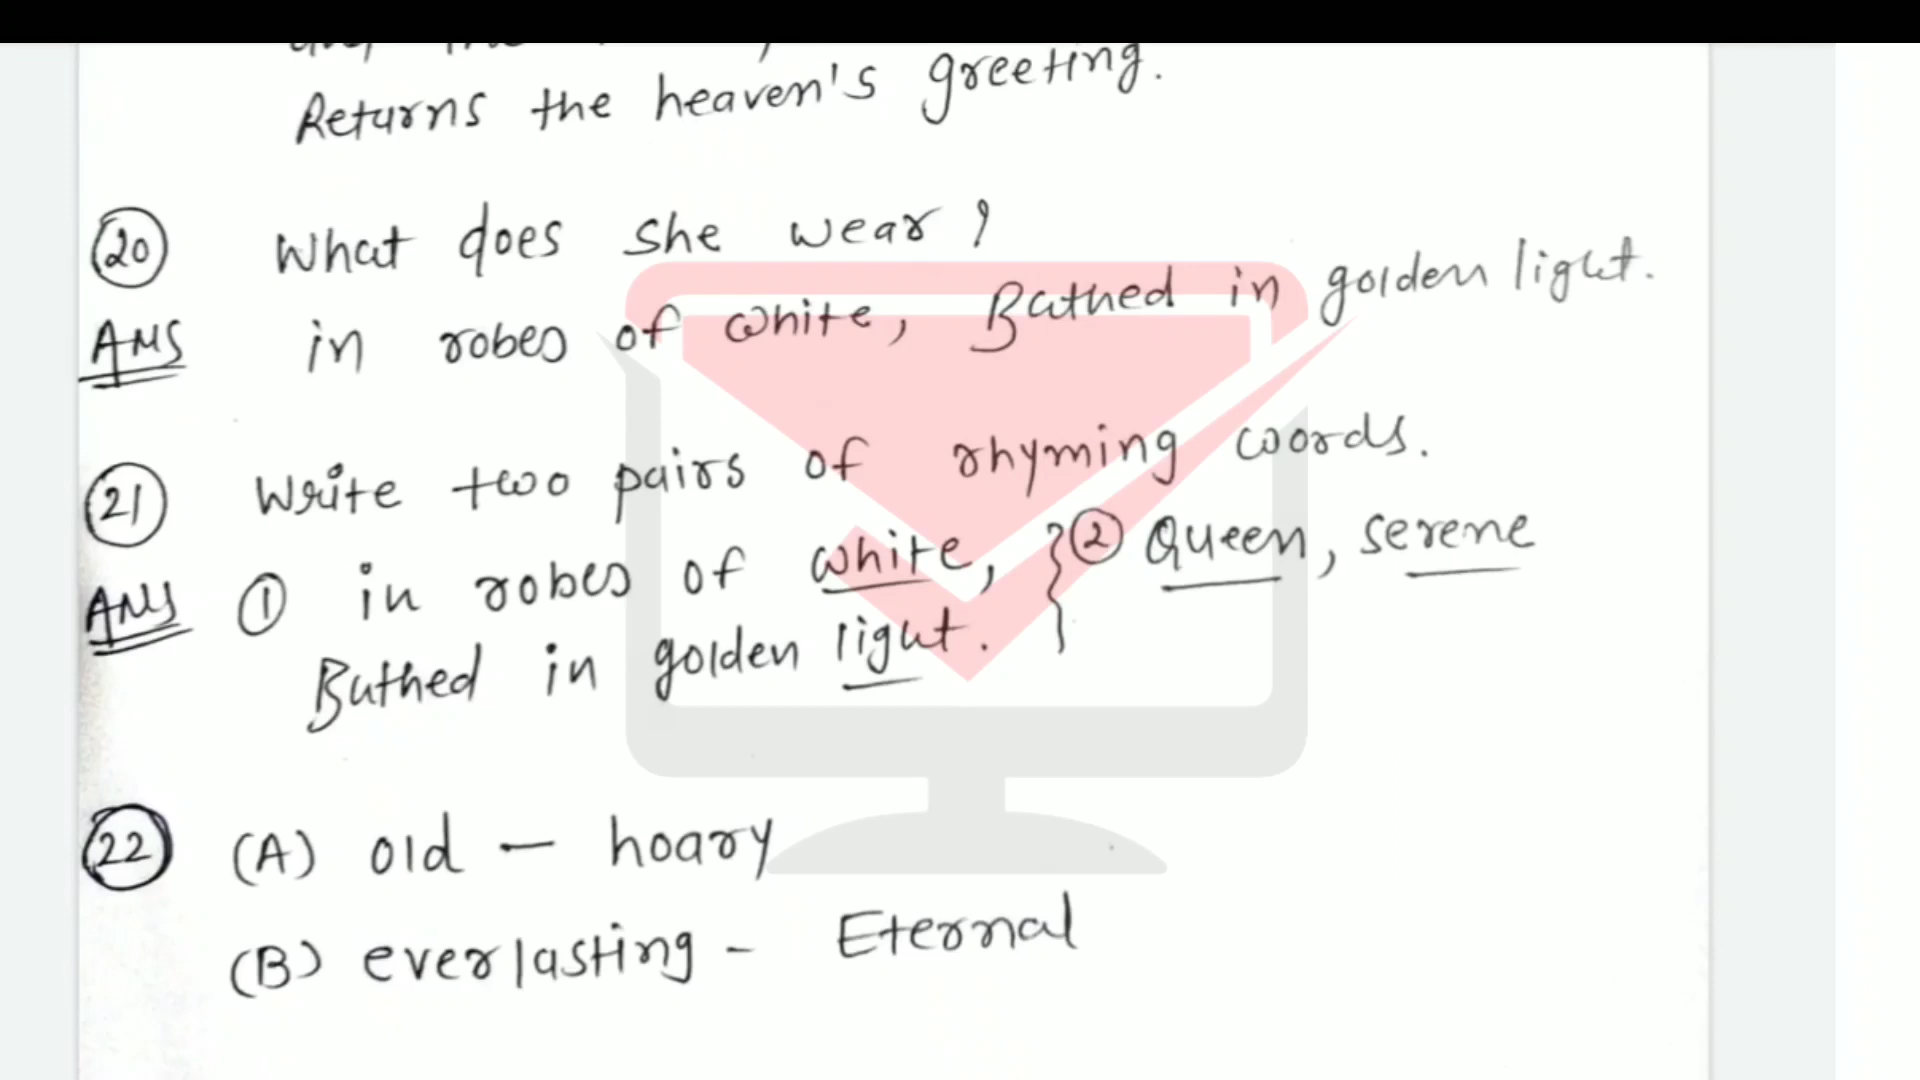 Returns the heaven's greeting.
20 What does she wear?
Ans in robes of white, Bathed in golden light.
21 Write two pairs of rhyming words.
Ans 1 in robes of white, } 2 Queen, serene
Bathed in golden light.
22 (A) old - hoary
(B) everlasting - Eternal